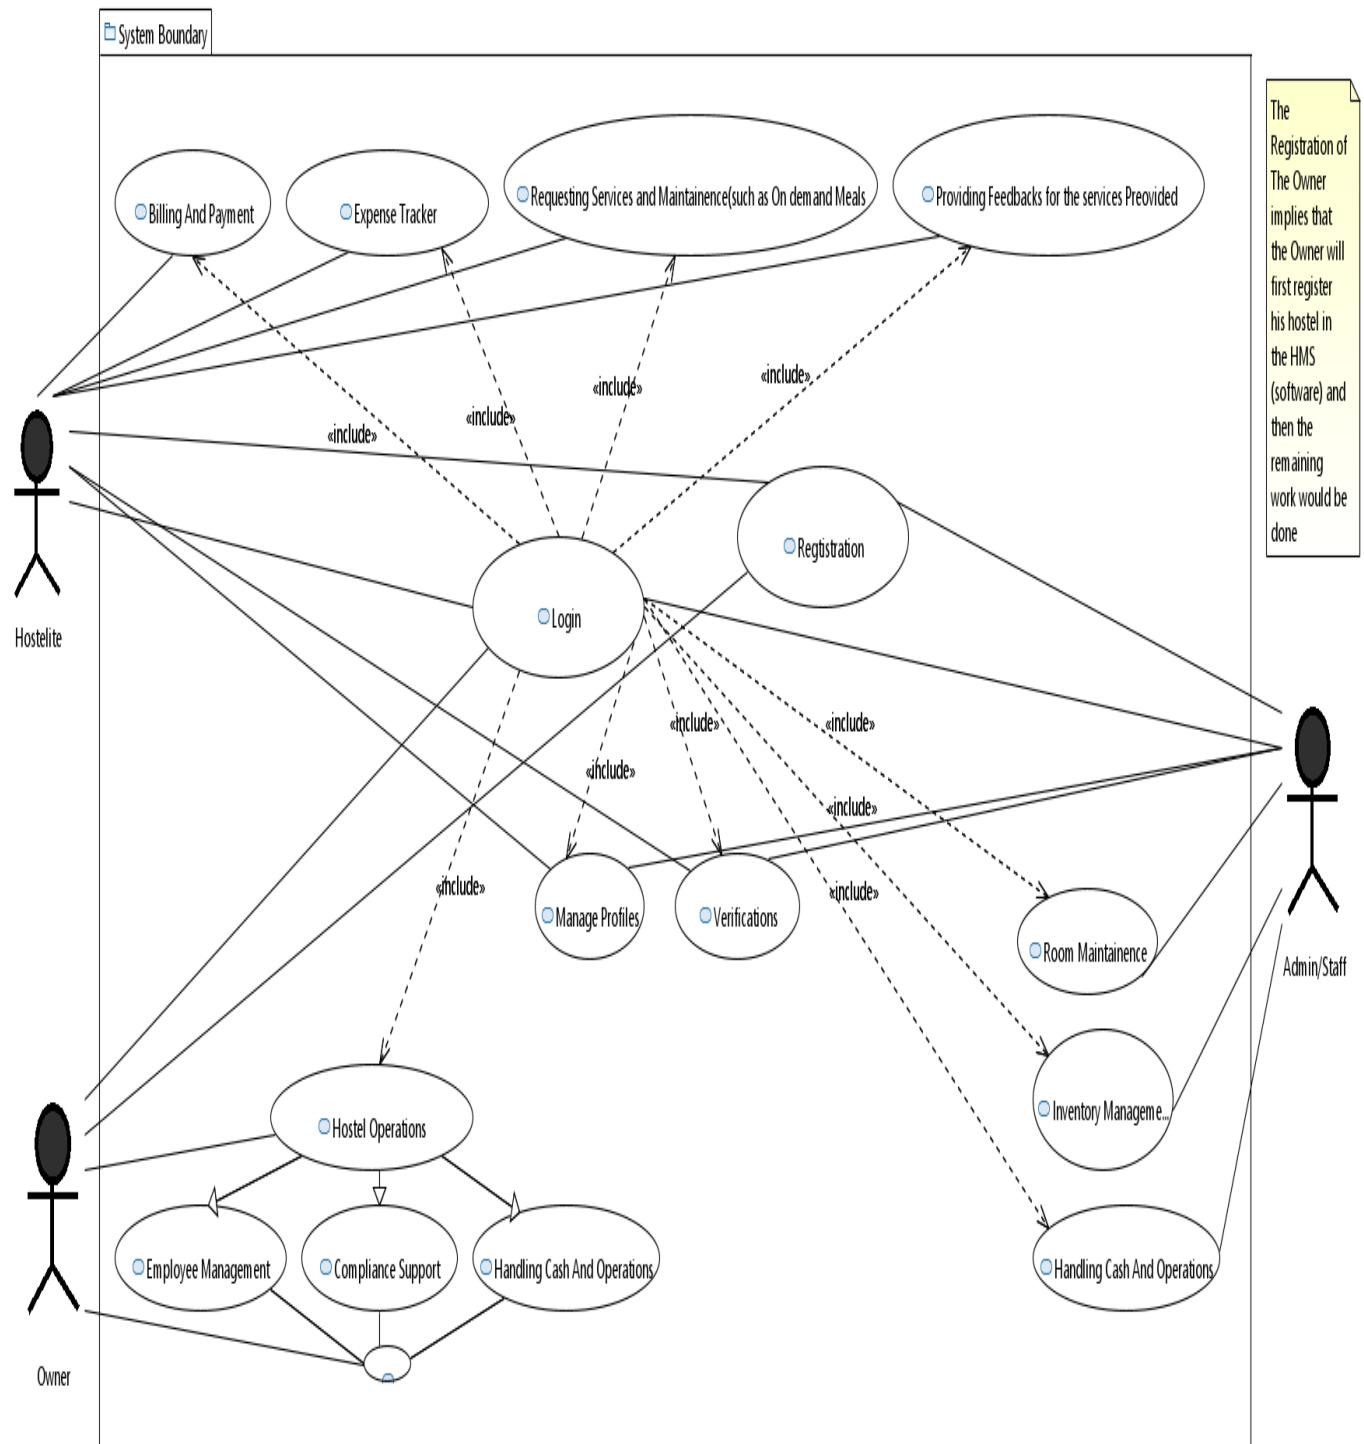 System Boundary
The
Registration of
The Owner
implies that
the Owner will
first register
his hostel in
the HMS
(software) and
then the
remaining
work would be
done
Billing And Payment
Expense Tracker
Requesting Services and Maintainence(such as On demand Meals
Providing Feedbacks for the services Preovided
«include»
«include»
«include»
«include»
Regtistration
Login
Hostelite
«include»
«include»
«include»
«include»
«include»
«include»
Manage Profiles
Verifications
Room Maintainence
Admin/Staff
Inventory Manageme...
Hostel Operations
Employee Management
Compliance Support
Handling Cash And Operations
Handling Cash And Operations
Owner